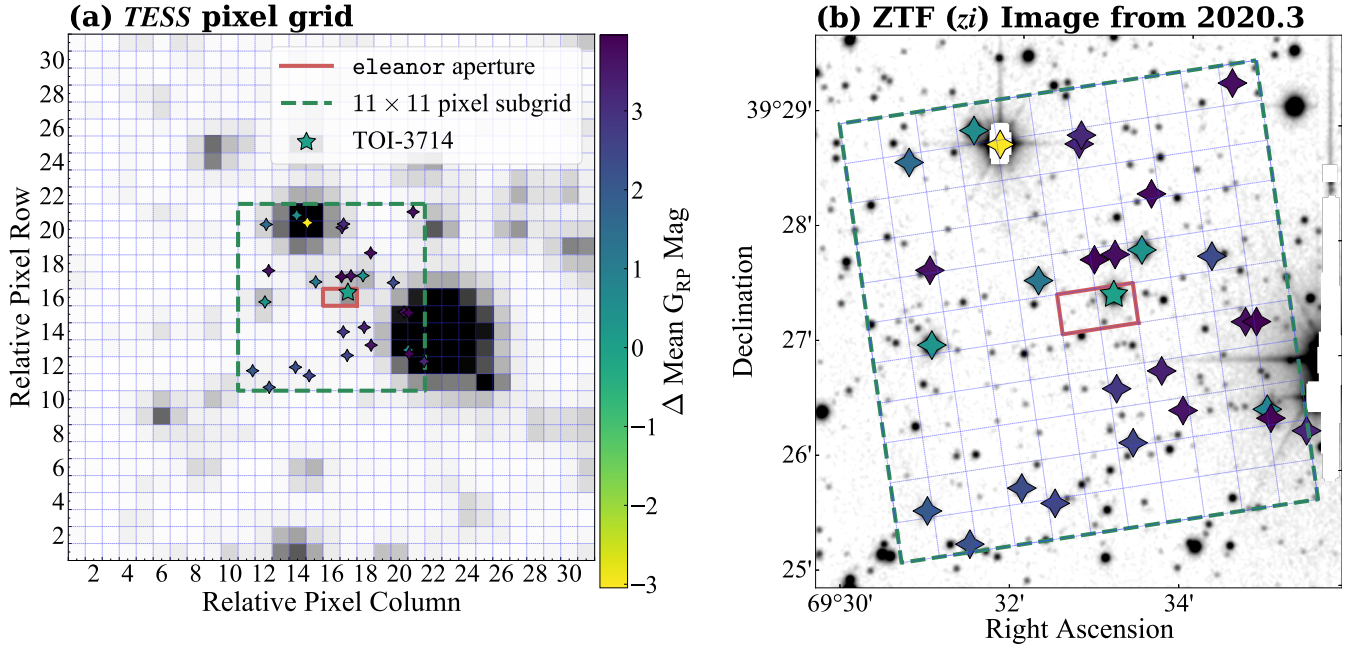 (a) TESS pixel grid
30
28
26
24
22
20
18
16
14
12
10
8
6
4
2
2 4 6 8 10 12 14 16 18 20 22 24 26 28 30
Relative Pixel Row
Relative Pixel Column
eleanor aperture
11 × 11 pixel subgrid
TOI-3714
3
2
1
0
−1
−2
−3
Δ Mean G_RP Mag
(b) ZTF (zi) Image from 2020.3
39°29'
28'
27'
26'
25'
69°30' 32' 34'
Declination
Right Ascension